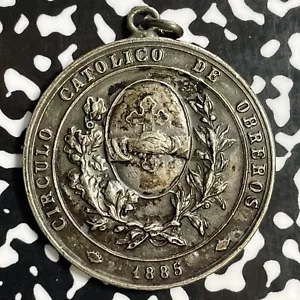 CIRCULO CATOLICO DE OBREROS
1885